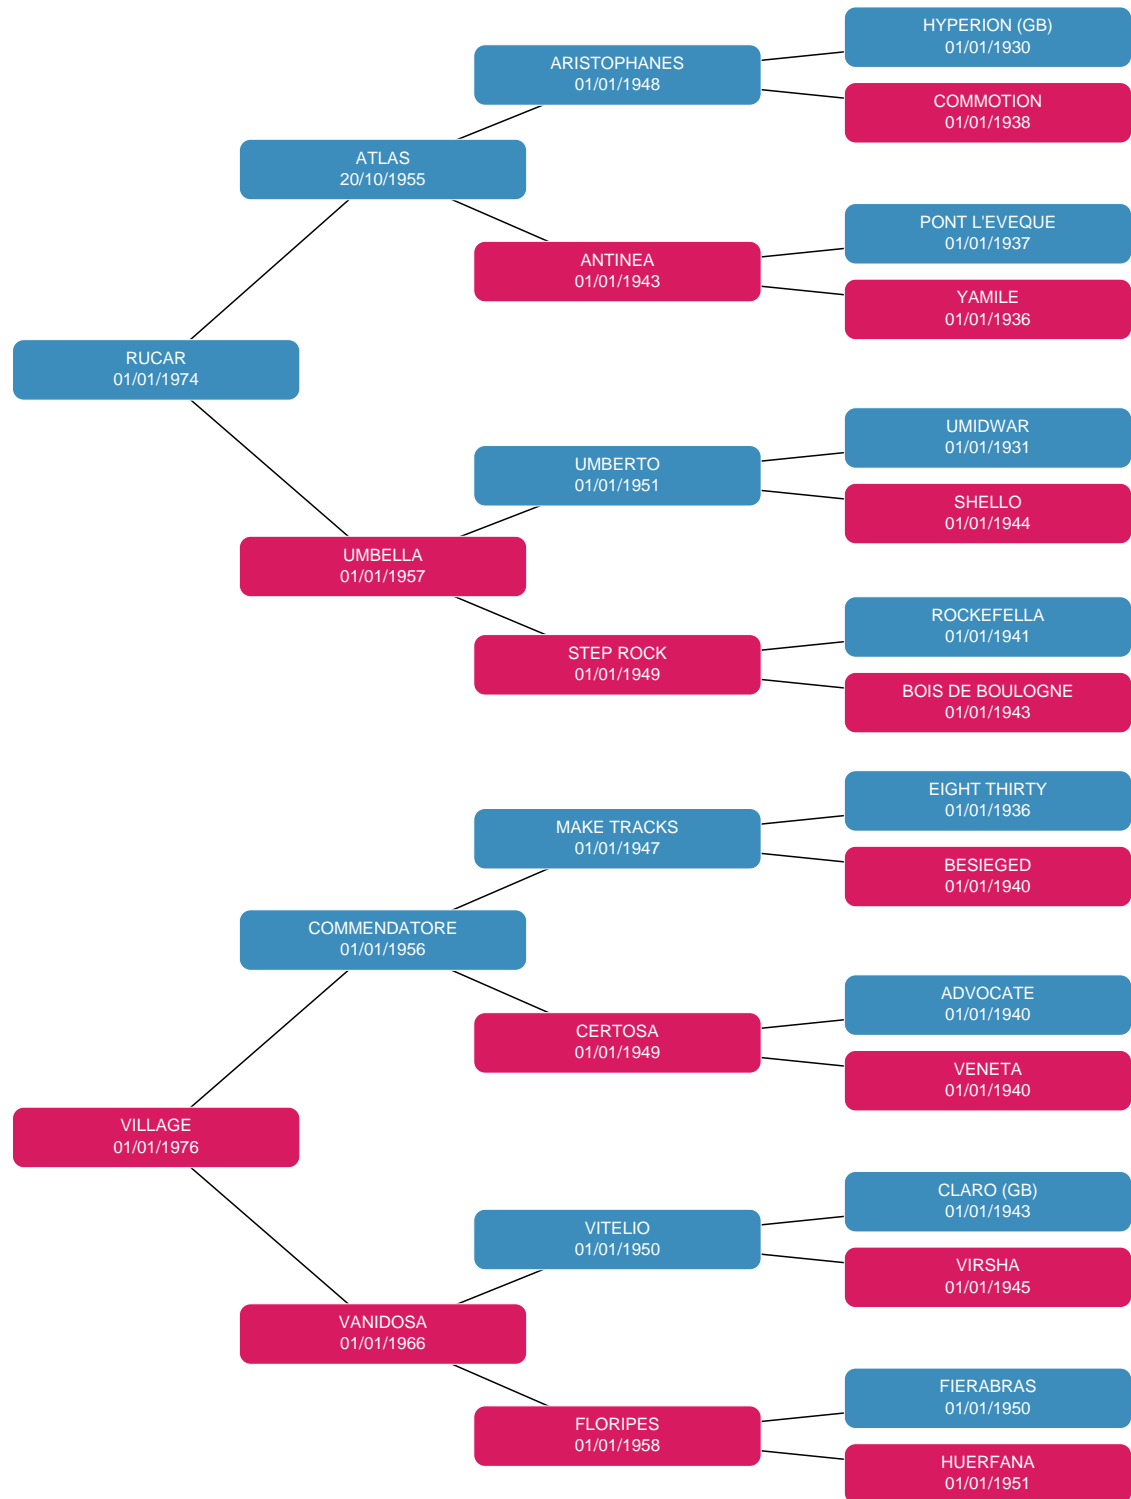 HYPERION (GB)
01/01/1930
ARISTOPHANES
01/01/1948
COMMOTION
01/01/1938
ATLAS
20/10/1955
PONT L'EVEQUE
01/01/1937
ANTINEA
01/01/1943
YAMILE
01/01/1936
RUCAR
01/01/1974
UMIDWAR
01/01/1931
UMBERTO
01/01/1951
SHELLO
01/01/1944
UMBELLA
01/01/1957
ROCKEFELLA
01/01/1941
STEP ROCK
01/01/1949
BOIS DE BOULOGNE
01/01/1943
EIGHT THIRTY
01/01/1936
MAKE TRACKS
01/01/1947
BESIEGED
01/01/1940
COMMENDATORE
01/01/1956
ADVOCATE
01/01/1940
CERTOSA
01/01/1949
VENETA
01/01/1940
VILLAGE
01/01/1976
CLARO (GB)
01/01/1943
VITELIO
01/01/1950
VIRSHA
01/01/1945
VANIDOSA
01/01/1966
FIERABRAS
01/01/1950
FLORIPES
01/01/1958
HUERFANA
01/01/1951